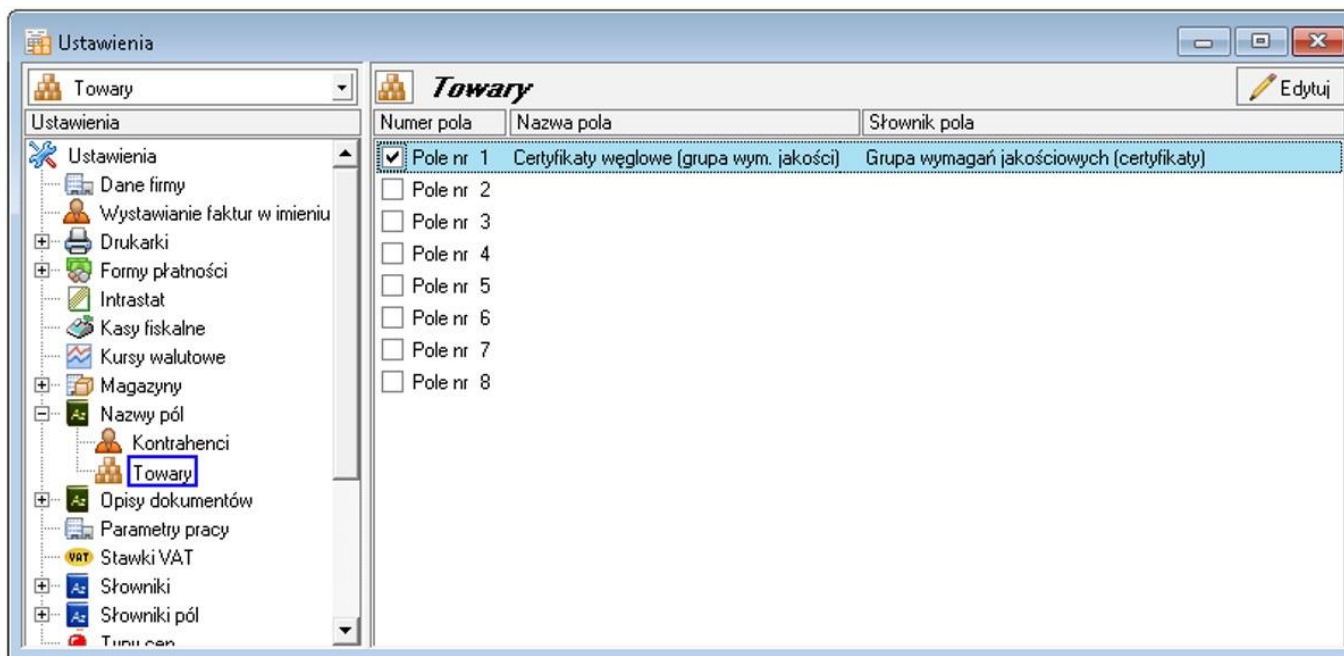 Ustawienia
Towary
Towary
Edytuj
Ustawienia
Numer pola Nazwa pola Słownik pola
Ustawienia
Dane firmy
Wystawianie faktur w imieniu
Drukarki
Formy płatności
Intrastat
Kasy fiskalne
Kursy walutowe
Magazyny
Nazwy pól
Kontrahenci
Towary
Opisy dokumentów
Parametry pracy
VAT Stawki VAT
Słowniki
Słowniki pól
Typy cen
Pole nr 1 Certyfikaty węglowe (grupa wym. jakości) Grupa wymagań jakościowych (certyfikaty)
Pole nr 2
Pole nr 3
Pole nr 4
Pole nr 5
Pole nr 6
Pole nr 7
Pole nr 8